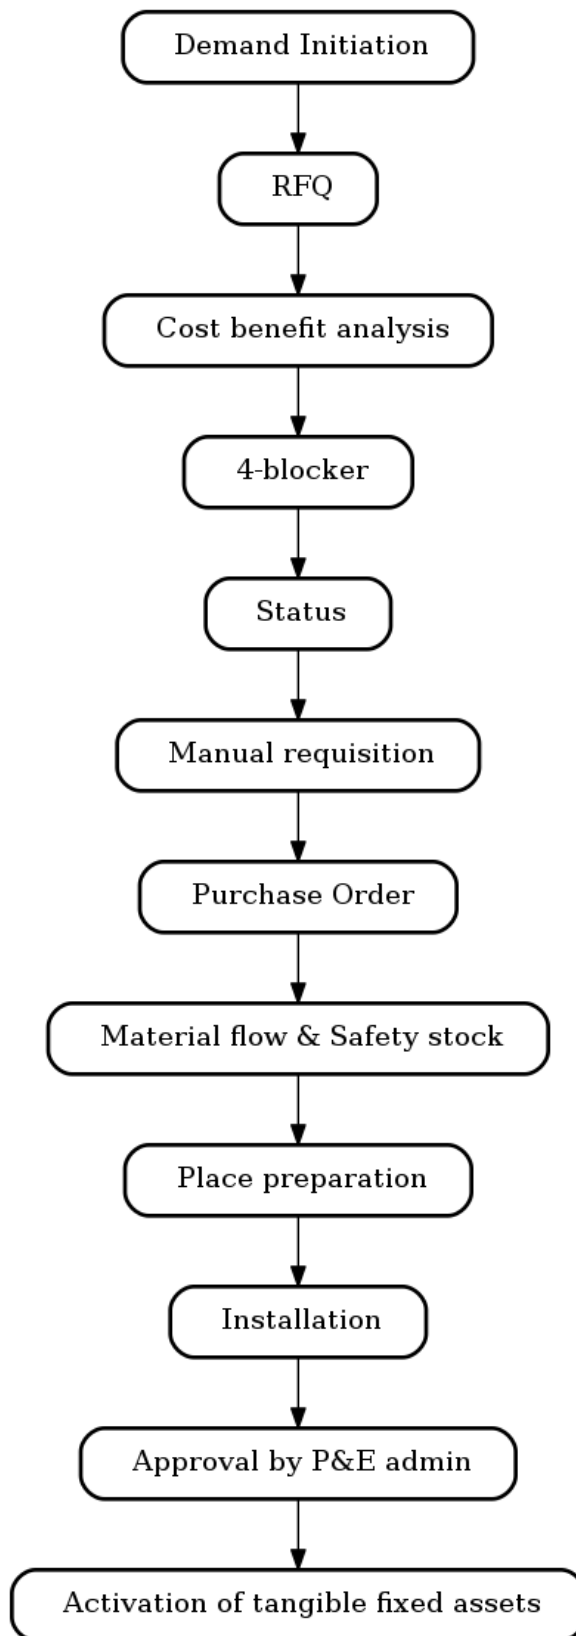 Demand Initiation
RFQ
Cost benefit analysis
4-blocker
Status
Manual requisition
Purchase Order
Material flow & Safety stock
Place preparation
Installation
Approval by P&E admin
Activation of tangible fixed assets